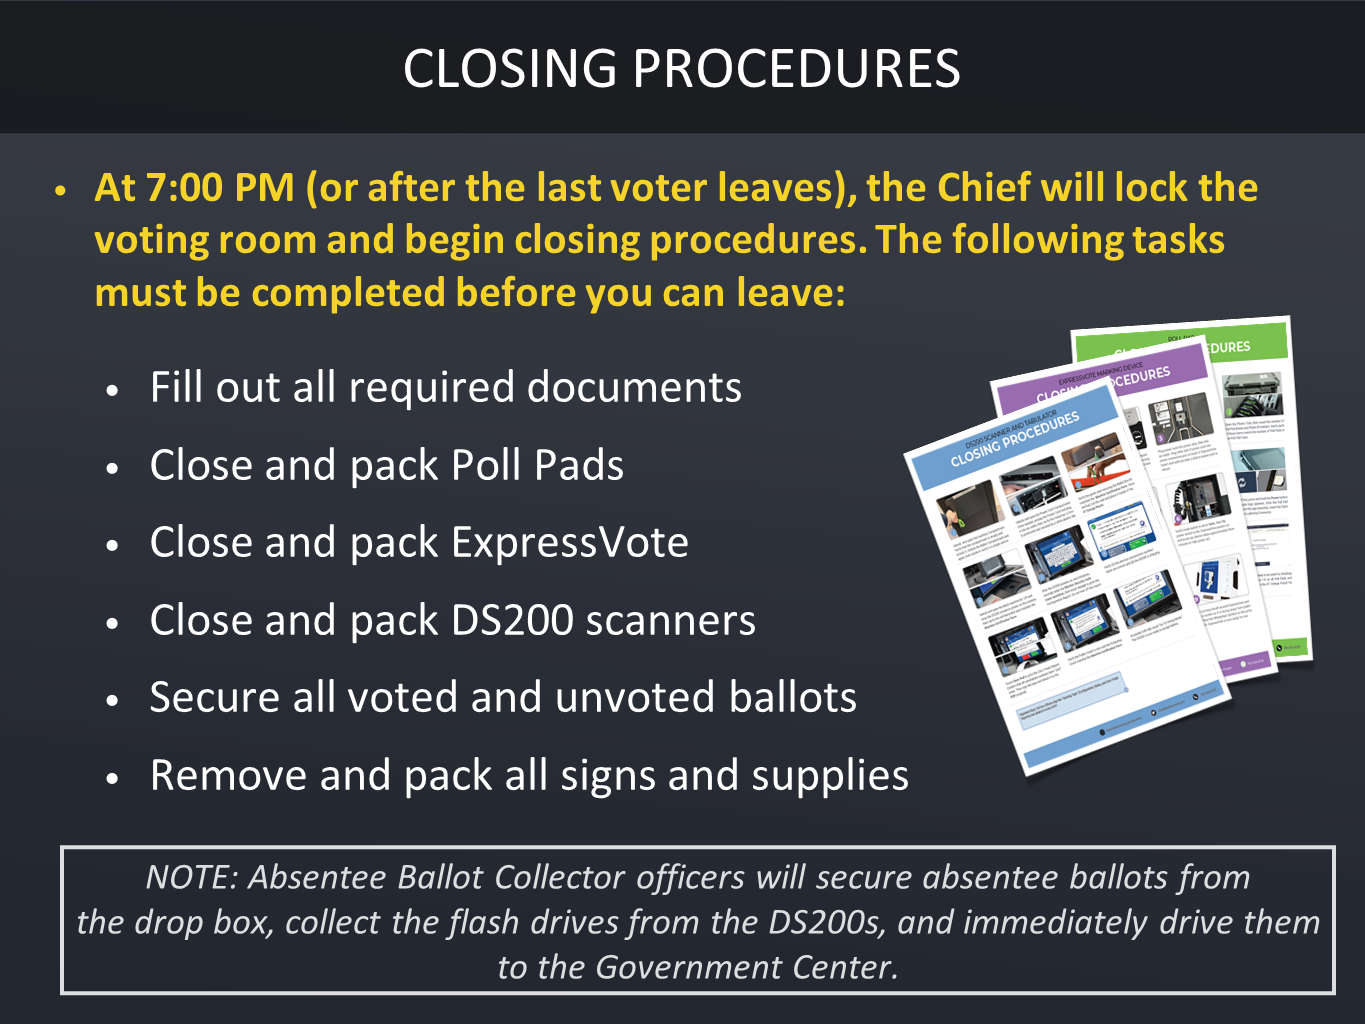 CLOSING PROCEDURES
• At 7:00 PM (or after the last voter leaves), the Chief will lock the
voting room and begin closing procedures. The following tasks
must be completed before you can leave:
• Fill out all required documents
• Close and pack Poll Pads
• Close and pack ExpressVote
• Close and pack DS200 scanners
• Secure all voted and unvoted ballots
• Remove and pack all signs and supplies
POLL PAD
EXPRESSVOTE MARKING DEVICE
DS200 SCANNER AND TABULATOR
CLOSING PROCEDURES
NOTE: Absentee Ballot Collector officers will secure absentee ballots from
the drop box, collect the flash drives from the DS200s, and immediately drive them
to the Government Center.